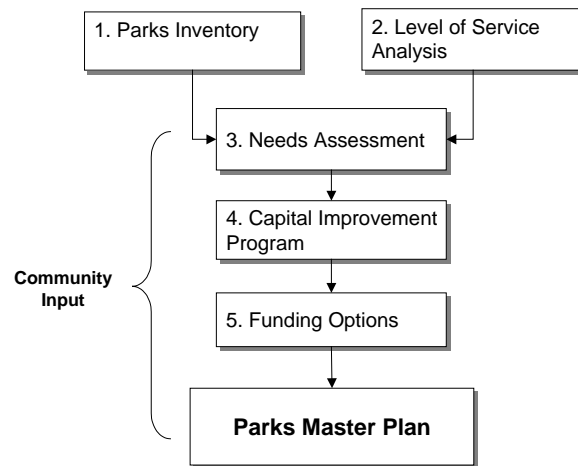 1. Parks Inventory
2. Level of Service
Analysis
3. Needs Assessment
4. Capital Improvement
Program
Community
Input
5. Funding Options
Parks Master Plan